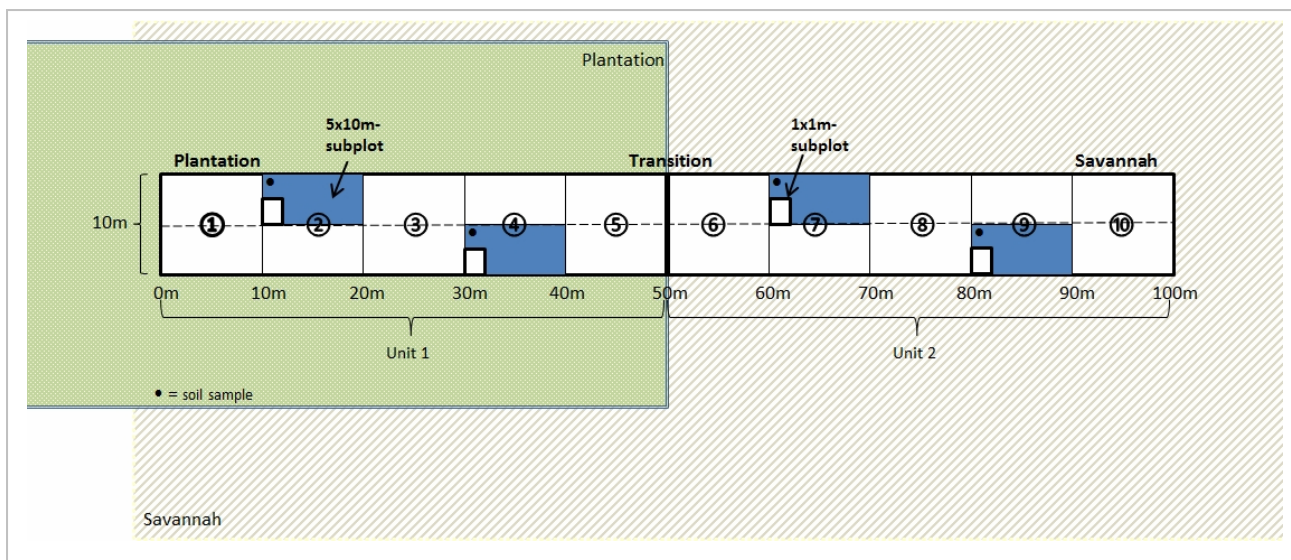 Plantation
5x10m-
subplot
1x1m-
subplot
Plantation
Transition
Savannah
10m
① ② ③ ④ ⑤ ⑥ ⑦ ⑧ ⑨ ⑩
0m 10m 20m 30m 40m 50m 60m 70m 80m 90m 100m
Unit 1
Unit 2
• = soil sample
Savannah